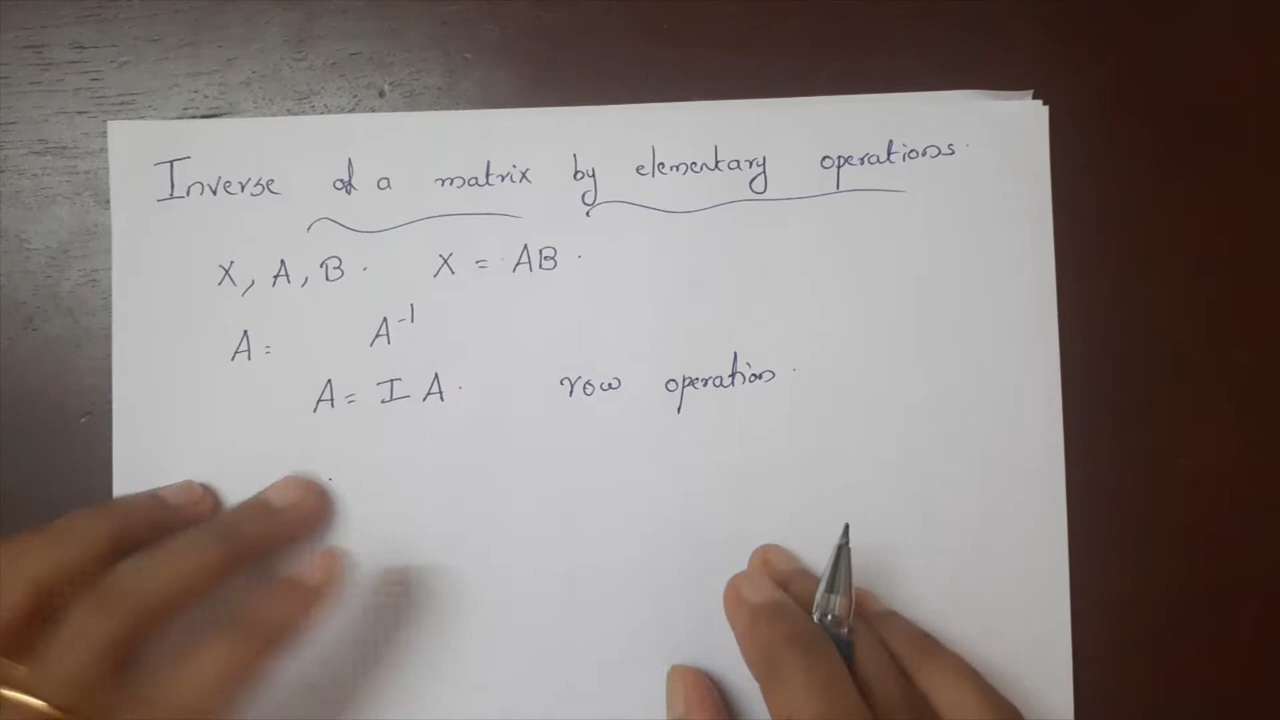 Inverse of a matrix by elementary operations.
X, A, B. X = AB.
A = A⁻¹
A = I A. row operation.